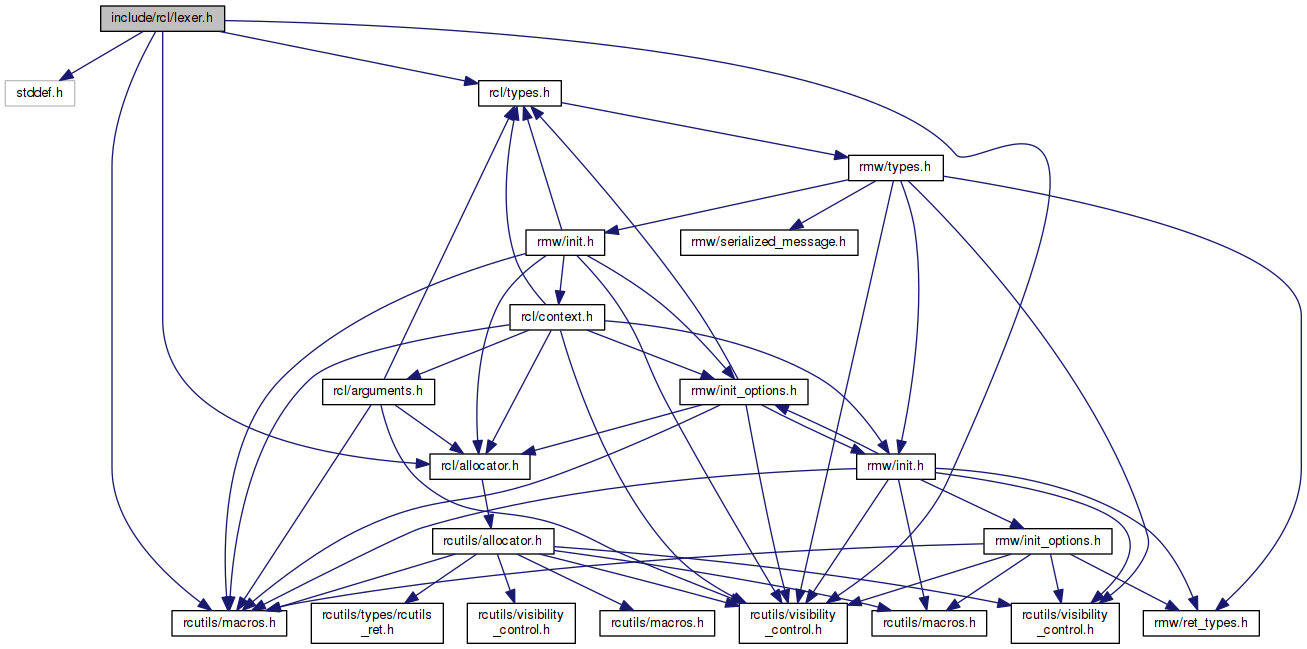 include/rcl/lexer.h
stddef.h
rcl/types.h
rmw/types.h
rmw/init.h
rmw/serialized_message.h
rcl/context.h
rcl/arguments.h
rmw/init_options.h
rcl/allocator.h
rmw/init.h
rcutils/allocator.h
rmw/init_options.h
rcutils/macros.h
rcutils/types/rcutils
_ret.h
rcutils/visibility
_control.h
rcutils/macros.h
rcutils/visibility
_control.h
rcutils/macros.h
rcutils/visibility
_control.h
rmw/ret_types.h